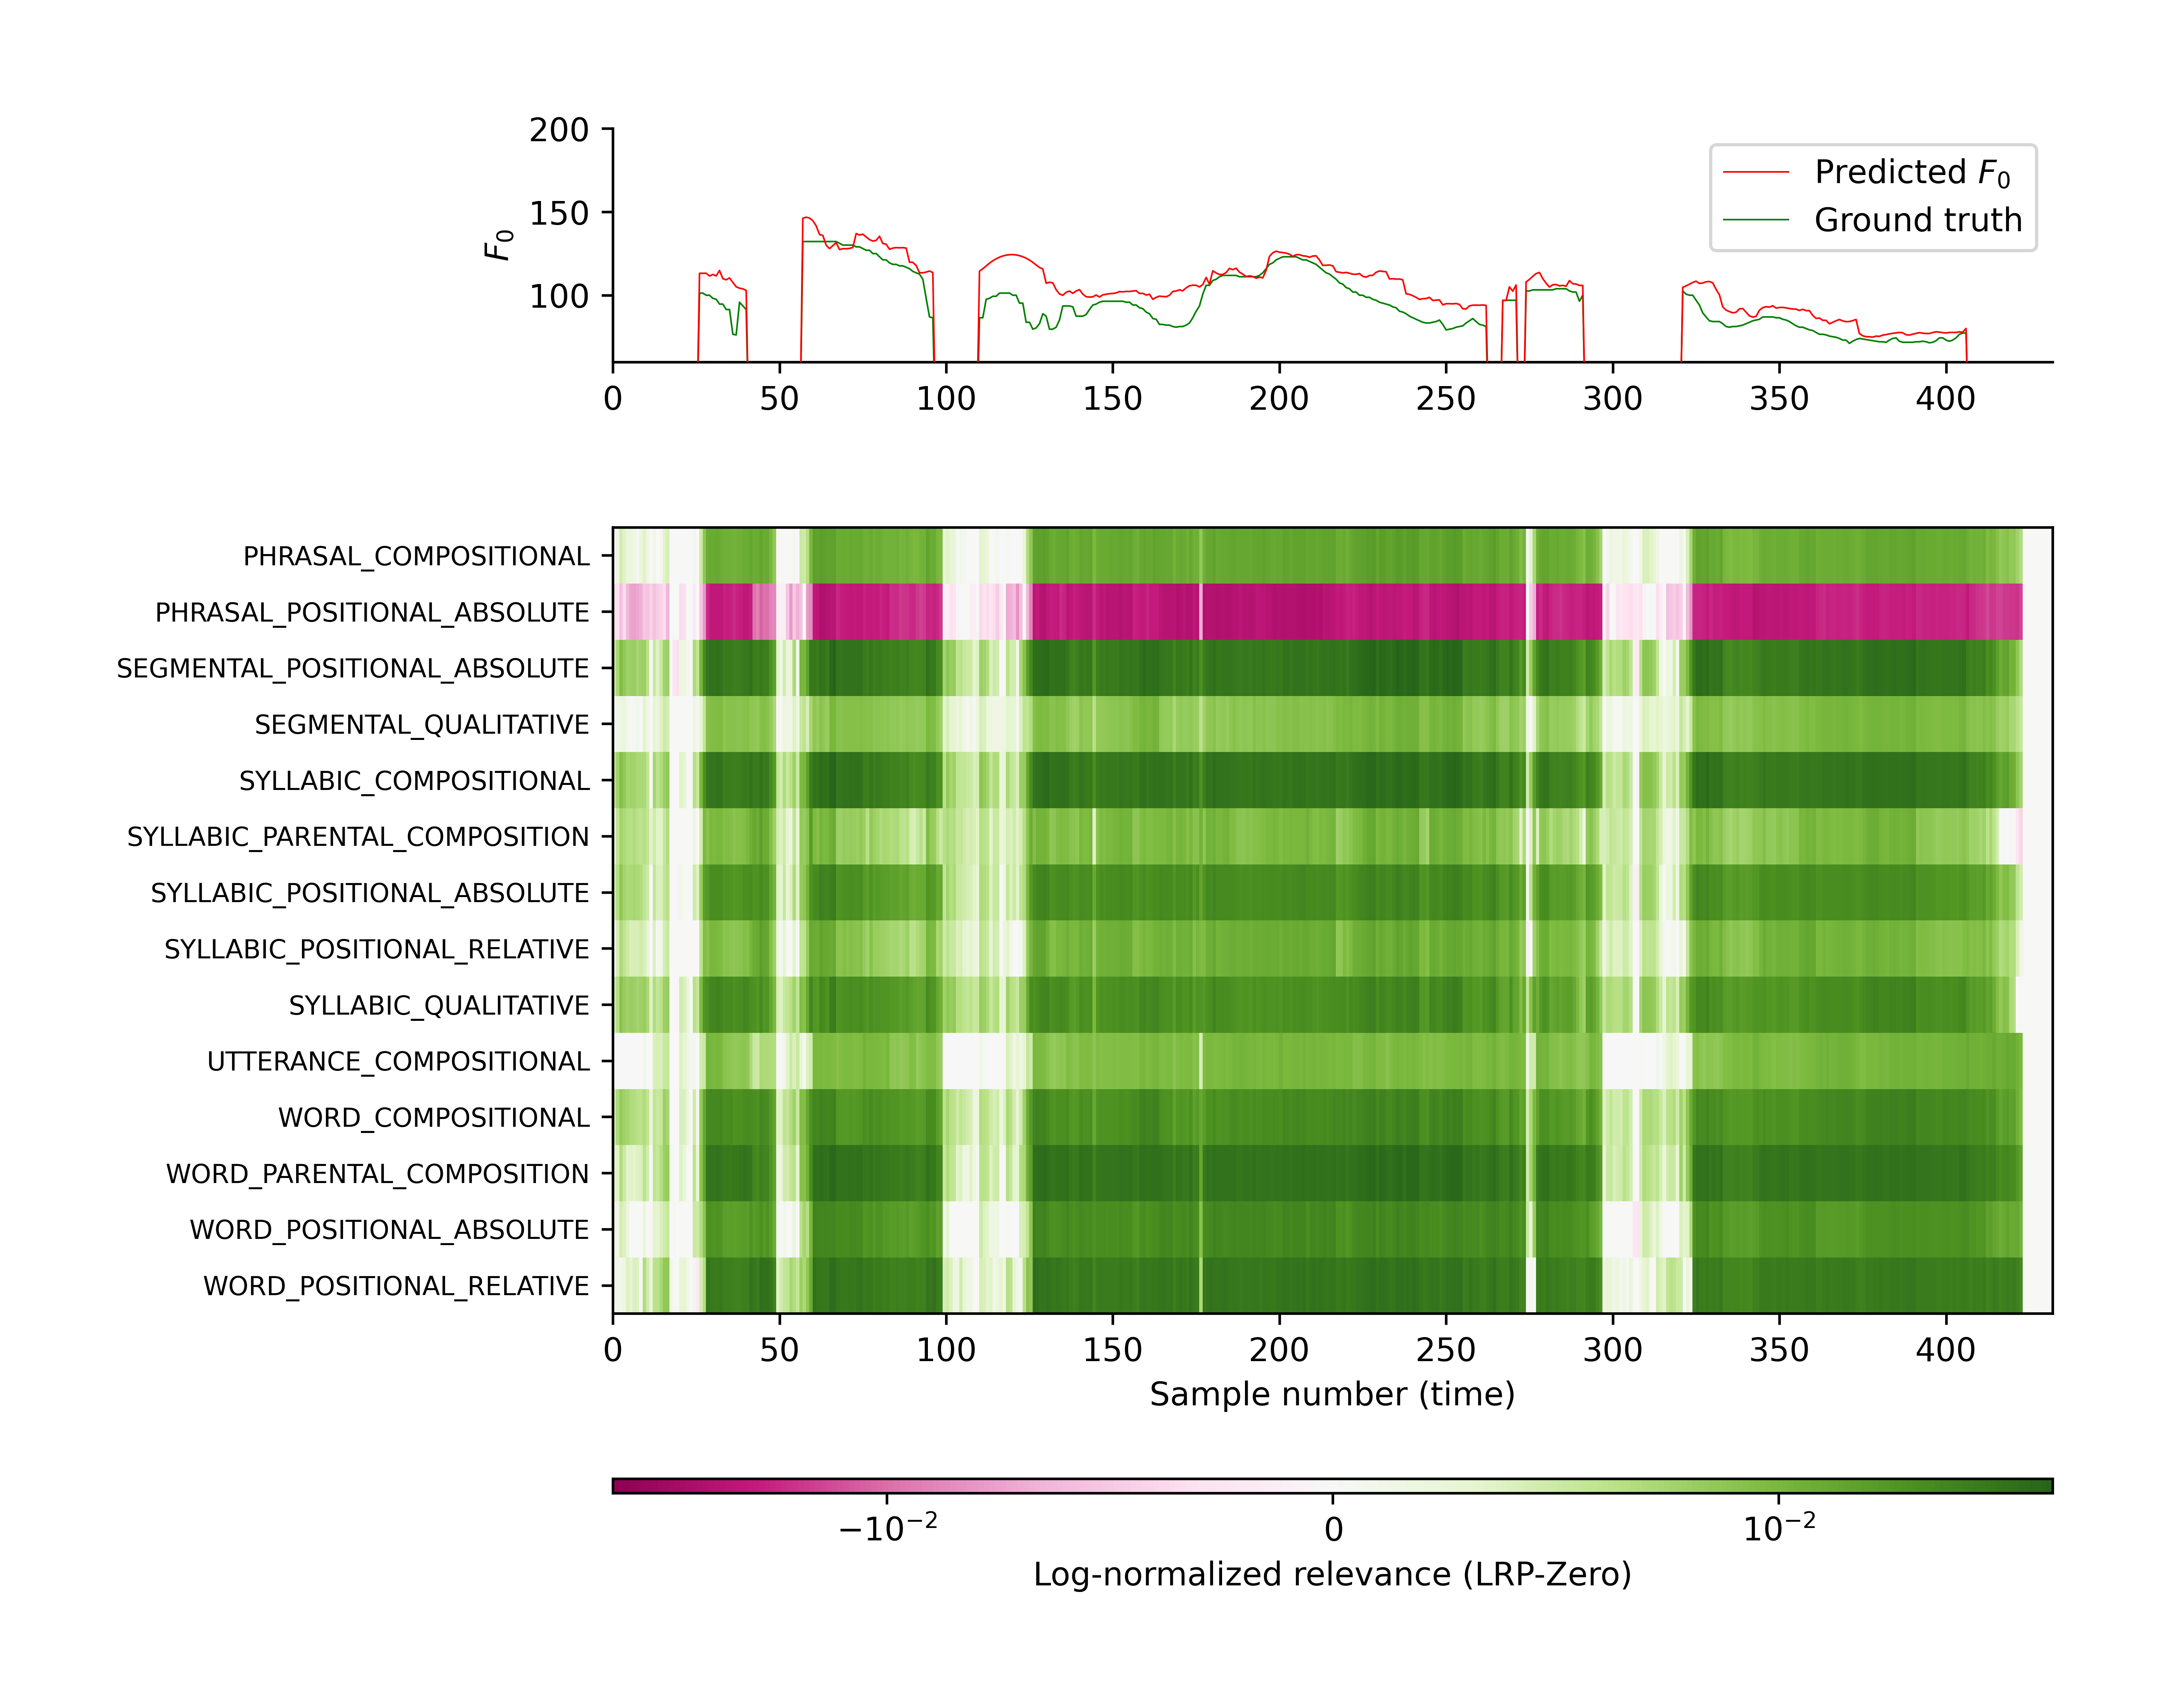 200
150
100
F0
Predicted F0
Ground truth
0 50 100 150 200 250 300 350 400
PHRASAL_COMPOSITIONAL
PHRASAL_POSITIONAL_ABSOLUTE
SEGMENTAL_POSITIONAL_ABSOLUTE
SEGMENTAL_QUALITATIVE
SYLLABIC_COMPOSITIONAL
SYLLABIC_PARENTAL_COMPOSITION
SYLLABIC_POSITIONAL_ABSOLUTE
SYLLABIC_POSITIONAL_RELATIVE
SYLLABIC_QUALITATIVE
UTTERANCE_COMPOSITIONAL
WORD_COMPOSITIONAL
WORD_PARENTAL_COMPOSITION
WORD_POSITIONAL_ABSOLUTE
WORD_POSITIONAL_RELATIVE
0 50 100 150 200 250 300 350 400
Sample number (time)
−10⁻² 0 10⁻²
Log-normalized relevance (LRP-Zero)